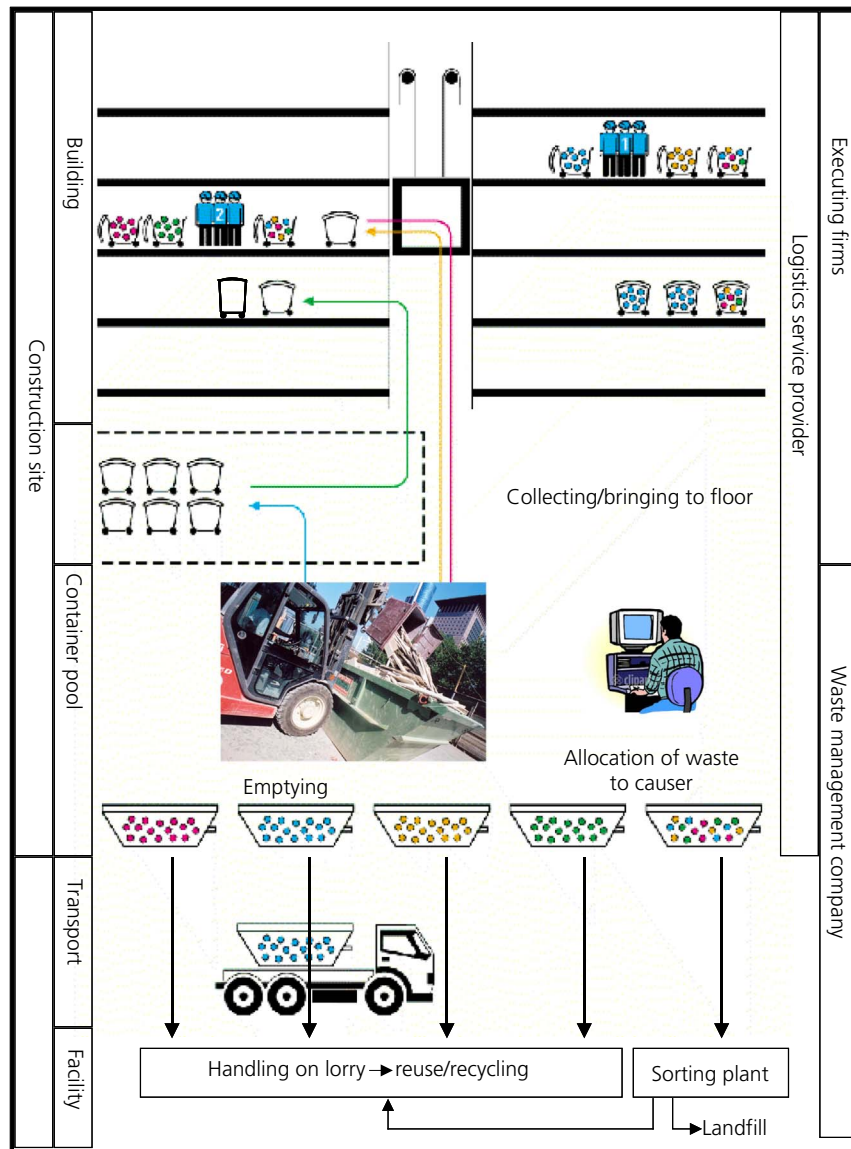 Building
Construction site
Container pool
Transport
Facility
Executing firms
Logistics service provider
Waste management company
1
2
Collecting/bringing to floor
Emptying
Allocation of waste
to causer
Handling on lorry → reuse/recycling
Sorting plant
Landfill